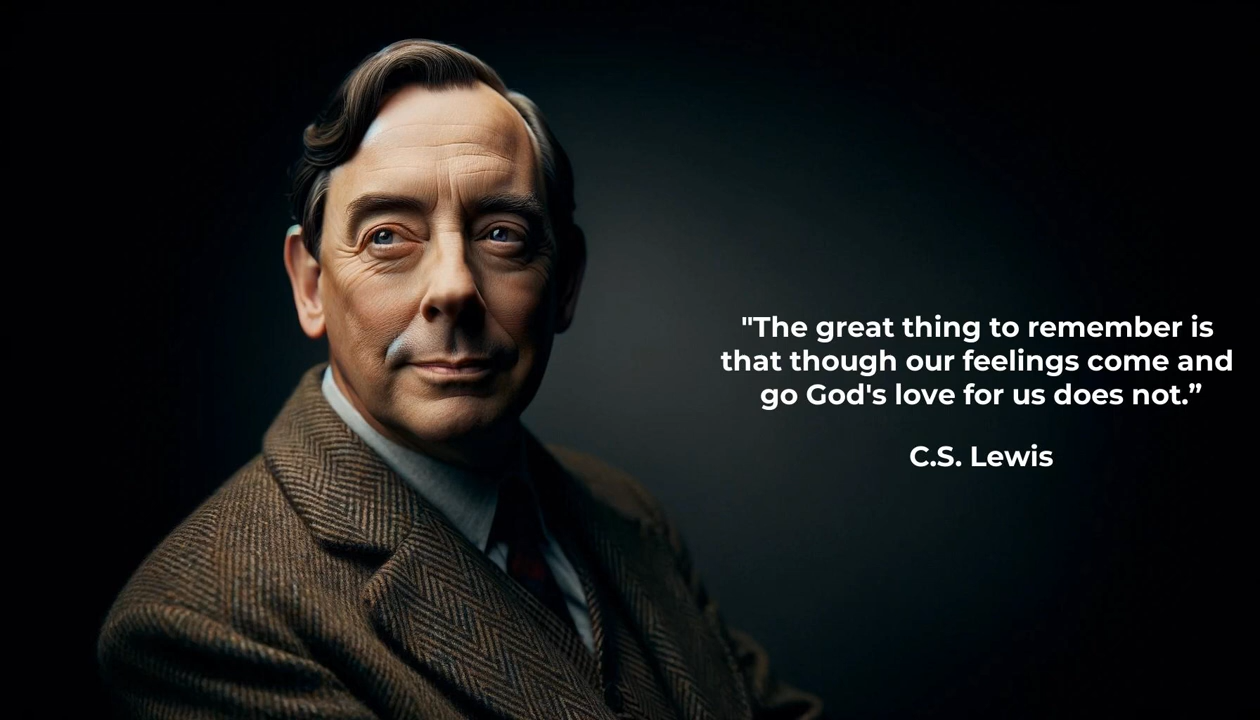 "The great thing to remember is
that though our feelings come and
go God's love for us does not.”
C.S. Lewis